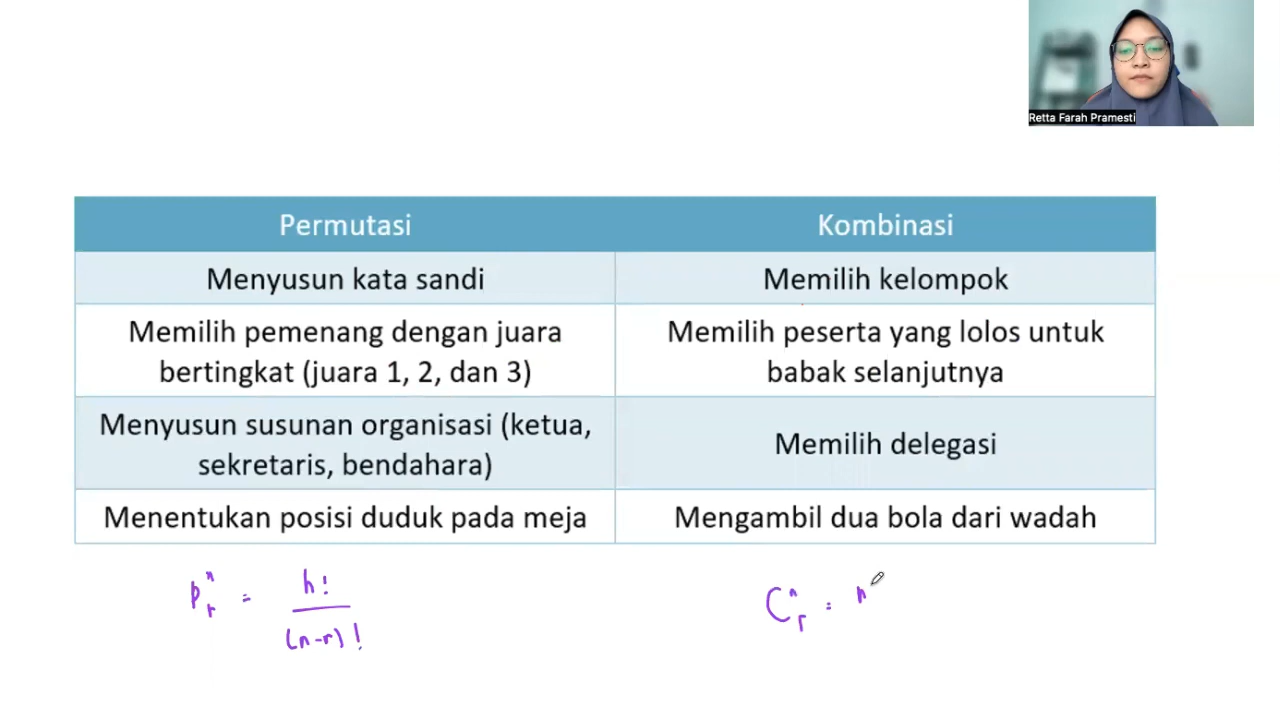 Retta Farah Pramesti
Permutasi
Kombinasi
Menyusun kata sandi
Memilih kelompok
Memilih pemenang dengan juara
bertingkat (juara 1, 2, dan 3)
Memilih peserta yang lolos untuk
babak selanjutnya
Menyusun susunan organisasi (ketua,
sekretaris, bendahara)
Memilih delegasi
Menentukan posisi duduk pada meja
Mengambil dua bola dari wadah
P^n_r = n! / (n-r)!
C^n_r = n